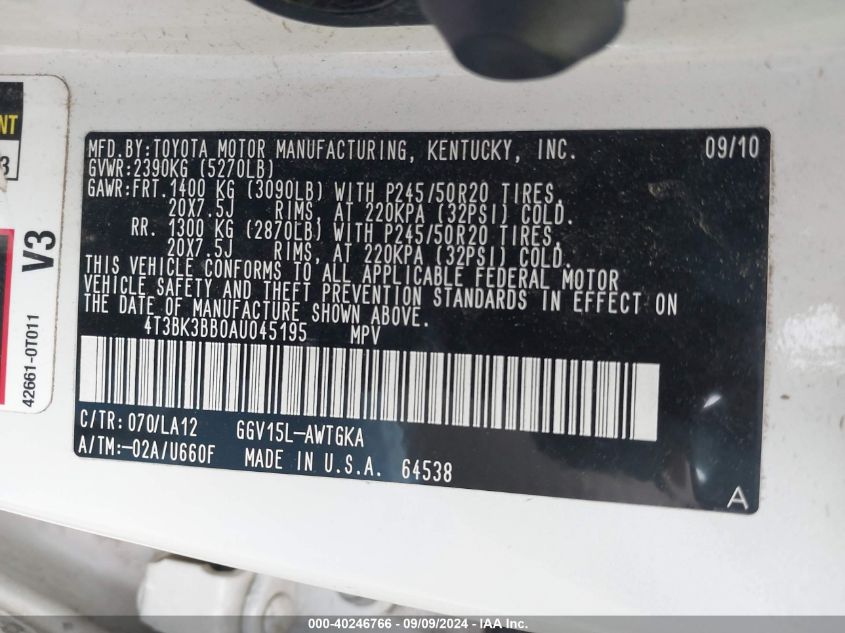 NT
3
V3
42661-0T011
MFD.BY:TOYOTA MOTOR MANUFACTURING, KENTUCKY, INC. 09/10
GVWR:2390KG (5270LB)
GAWR:FRT.1400 KG (3090LB) WITH P245/50R20 TIRES,
20X7.5J RIMS, AT 220KPA (32PSI) COLD.
RR. 1300 KG (2870LB) WITH P245/50R20 TIRES,
20X7.5J RIMS, AT 220KPA (32PSI) COLD.
THIS VEHICLE CONFORMS TO ALL APPLICABLE FEDERAL MOTOR
VEHICLE SAFETY AND THEFT PREVENTION STANDARDS IN EFFECT ON
THE DATE OF MANUFACTURE SHOWN ABOVE.
4T3BK3BB0AU045195 MPV
C/TR: 070/LA12 GGV15L-AWTGKA
A/TM:-02A/U660F MADE IN U.S.A. 64538
A
000-40246766 - 09/09/2024 - IAA Inc.